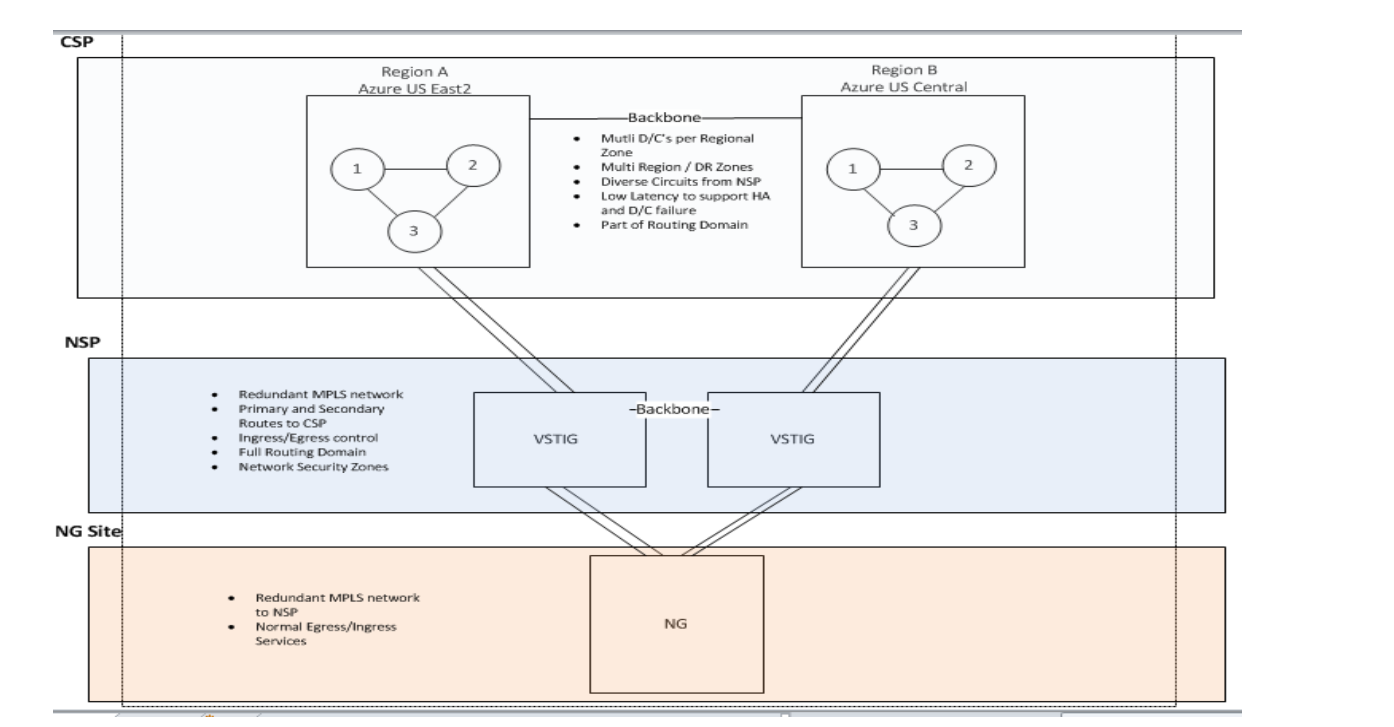 CSP
Region A
Azure US East2
Region B
Azure US Central
Backbone
• Mutli D/C's per Regional
Zone
• Multi Region / DR Zones
• Diverse Circuits from NSP
• Low Latency to support HA
and D/C failure
• Part of Routing Domain
1
2
3
1
2
3
NSP
• Redundant MPLS network
• Primary and Secondary
Routes to CSP
• Ingress/Egress control
• Full Routing Domain
• Network Security Zones
VSTIG
Backbone
VSTIG
NG Site
• Redundant MPLS network
to NSP
• Normal Egress/Ingress
Services
NG